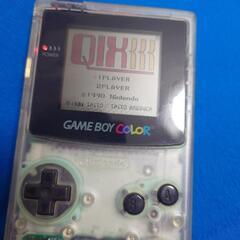 POWER
QIX
1PLAYER
2PLAYER
©1990 Nintendo
GAME BOY COLOR